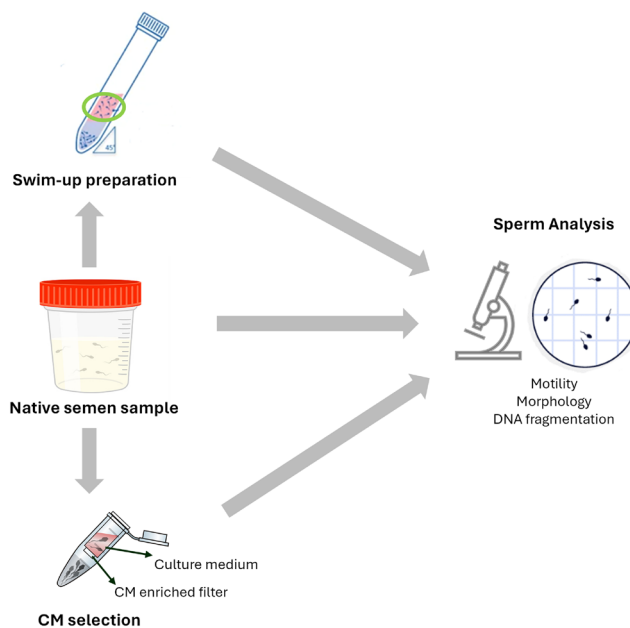 45°
Swim-up preparation
Sperm Analysis
Native semen sample
Motility
Morphology
DNA fragmentation
Culture medium
CM enriched filter
CM selection